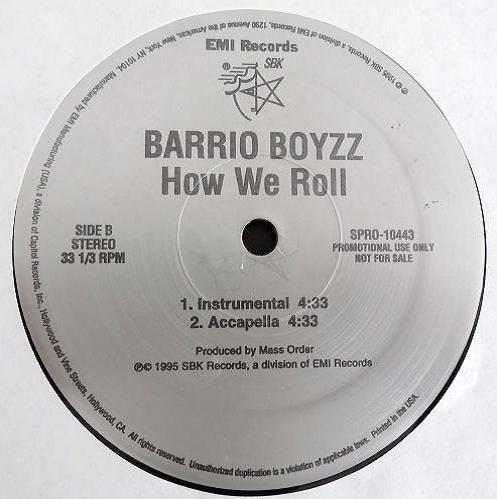 EMI Records
® SBK
BARRIO BOYZZ
How We Roll
SIDE B
STEREO
33 1/3 RPM
SPRO-10443
PROMOTIONAL USE ONLY
NOT FOR SALE
1. Instrumental 4:33
2. Accapella 4:33
Produced by Mass Order
℗© 1995 SBK Records, a division of EMI Records
℗ © 1995 SBK Records, a division of EMI Records, 1290 Avenue of the Americas, New York, NY 10104. Manufactured by EMI Manufacturing (USA), a division of Capitol Records, Inc., Hollywood and Vine Streets, Hollywood, CA. All rights reserved. Unauthorized duplication is a violation of applicable laws. Printed in the USA.